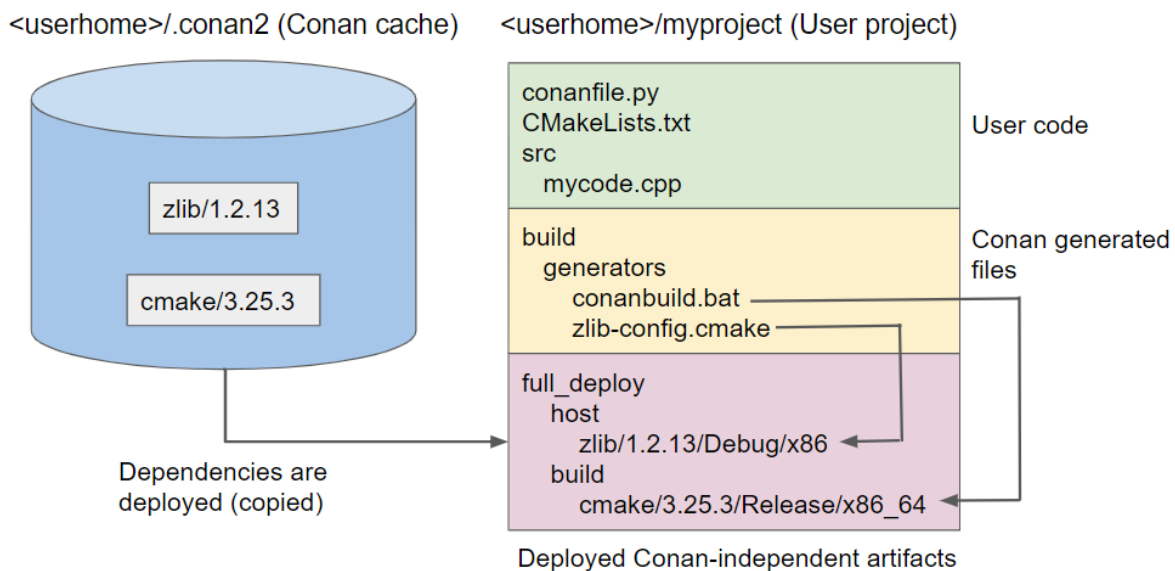 <userhome>/.conan2 (Conan cache)
<userhome>/myproject (User project)
zlib/1.2.13
cmake/3.25.3
Dependencies are
deployed (copied)
conanfile.py
CMakeLists.txt
src
mycode.cpp
User code
build
generators
conanbuild.bat
zlib-config.cmake
Conan generated
files
full_deploy
host
zlib/1.2.13/Debug/x86
build
cmake/3.25.3/Release/x86_64
Deployed Conan-independent artifacts